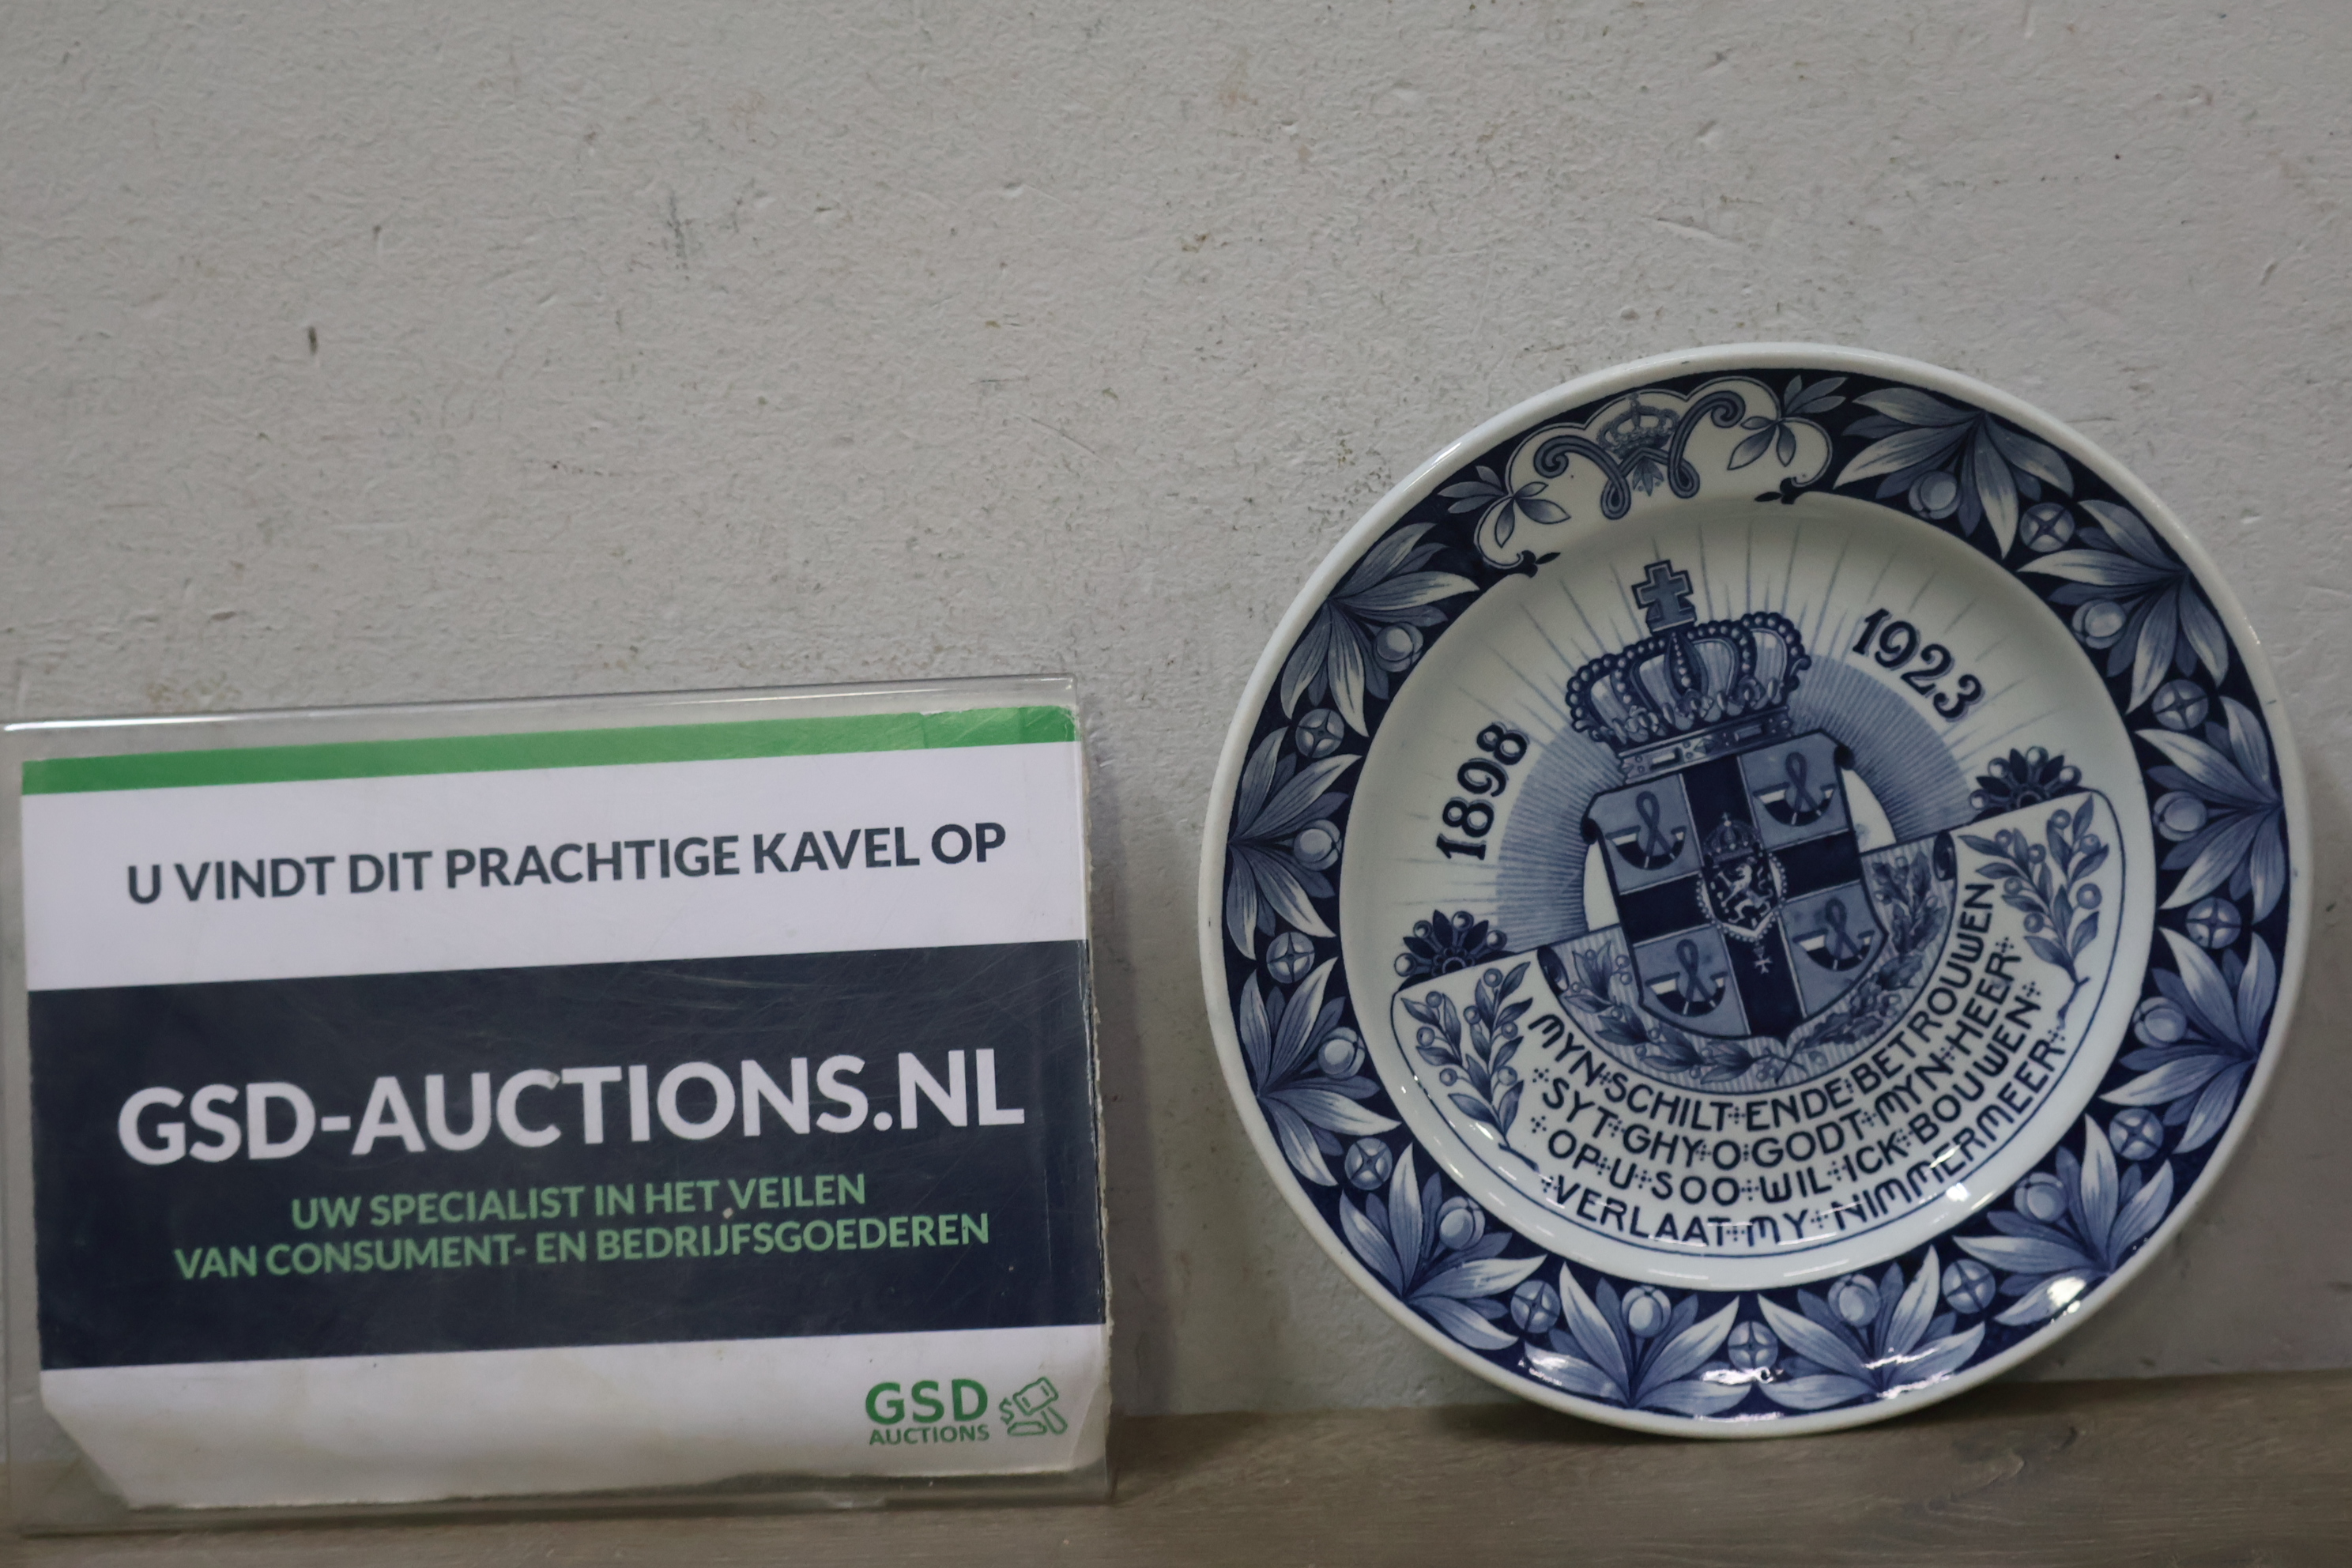 U VINDT DIT PRACHTIGE KAVEL OP
GSD-AUCTIONS.NL
UW SPECIALIST IN HET VEILEN
VAN CONSUMENT- EN BEDRIJFSGOEDEREN
GSD
AUCTIONS
W
1898
1923
MYN SCHILT ENDE BETROUWEN
SYT GHY O GODT MYN HEER
OP U SOO WIL ICK BOUWEN
VERLAAT MY NIMMERMEER